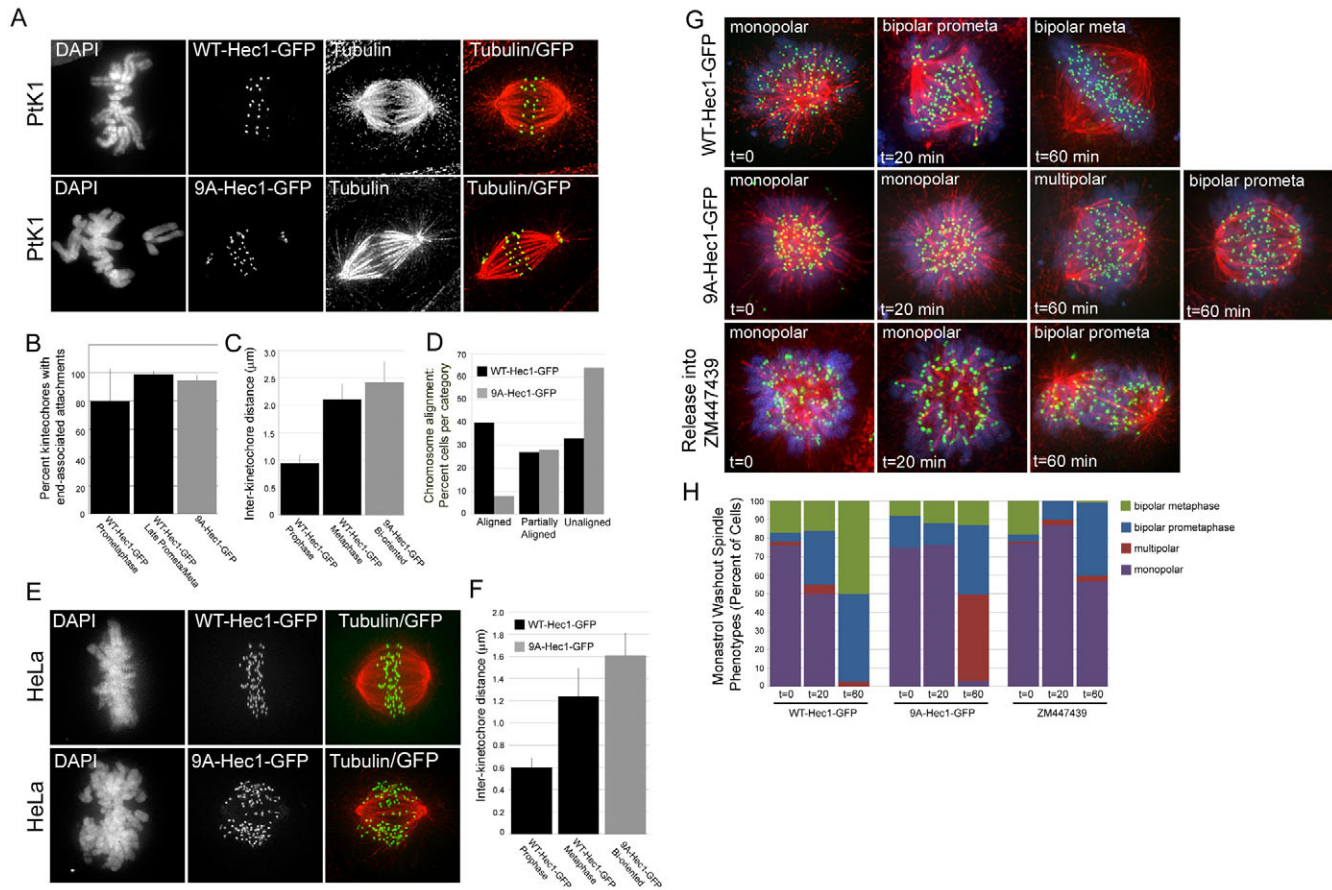 A
DAPI
WT-Hec1-GFP
Tubulin
Tubulin/GFP
PtK1
DAPI
9A-Hec1-GFP
Tubulin
Tubulin/GFP
PtK1
B
Percent kinteochores with
end-associated attachments
100
80
60
40
20
0
WT-Hec1-GFP
Prometaphase
WT-Hec1-GFP
Late Prometa/Meta
9A-Hec1-GFP
C
Inter-kinetochore distance (µm)
3.0
2.5
2.0
1.5
1.0
0.5
0
WT-Hec1-GFP
Prophase
WT-Hec1-GFP
Metaphase
9A-Hec1-GFP
Bi-oriented
D
Chromosome alignment:
Percent cells per category
70
60
50
40
30
20
10
0
WT-Hec1-GFP
9A-Hec1-GFP
Aligned
Partially
Aligned
Unaligned
E
DAPI
WT-Hec1-GFP
Tubulin/GFP
HeLa
DAPI
9A-Hec1-GFP
Tubulin/GFP
HeLa
F
Inter-kinetochore distance (µm)
2.0
1.8
1.6
1.4
1.2
1.0
0.8
0.6
0.4
0.2
0
WT-Hec1-GFP
9A-Hec1-GFP
WT-Hec1-GFP
Prophase
WT-Hec1-GFP
Metaphase
9A-Hec1-GFP
Bi-oriented
G
WT-Hec1-GFP
monopolar
t=0
bipolar prometa
t=20 min
bipolar meta
t=60 min
9A-Hec1-GFP
monopolar
t=0
monopolar
t=20 min
multipolar
t=60 min
bipolar prometa
t=60 min
Release into
ZM447439
monopolar
t=0
monopolar
t=20 min
bipolar prometa
t=60 min
H
Monastrol Washout Spindle
Phenotypes (Percent of Cells)
100
90
80
70
60
50
40
30
20
10
0
t=0
t=20
t=60
t=0
t=20
t=60
t=0
t=20
t=60
WT-Hec1-GFP
9A-Hec1-GFP
ZM447439
bipolar metaphase
bipolar prometaphase
multipolar
monopolar